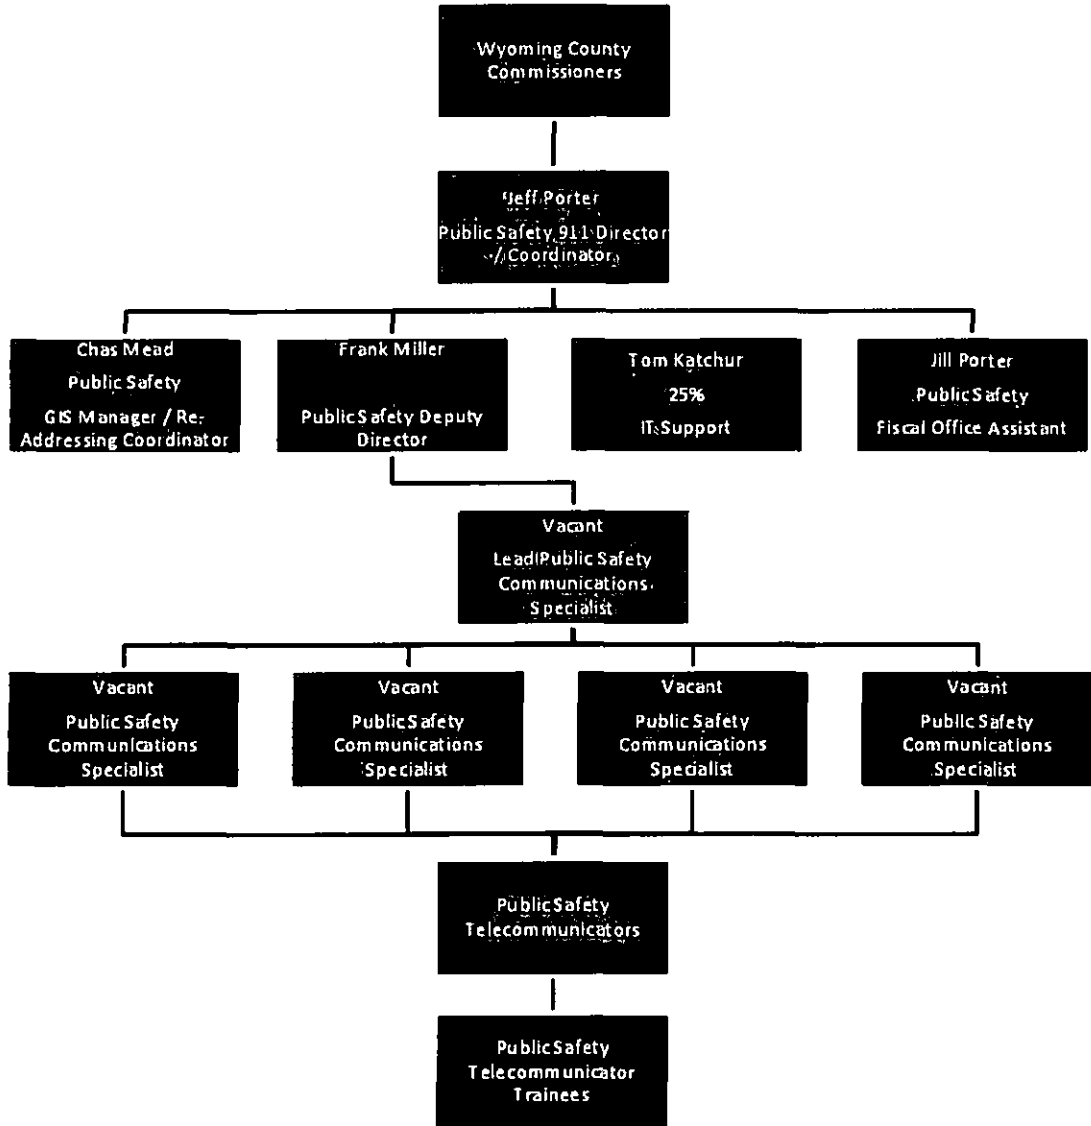 Wyoming County
Commissioners
Jeff Porter
Public Safety 911 Director
/ Coordinator
Chas Mead
Public Safety
GIS Manager / Re-
Addressing Coordinator
Frank Miller
Public Safety Deputy
Director
Tom Katchur
25%
IT Support
Jill Porter
Public Safety
Fiscal Office Assistant
Vacant
Lead Public Safety
Communications
Specialist
Vacant
Public Safety
Communications
Specialist
Vacant
Public Safety
Communications
Specialist
Vacant
Public Safety
Communications
Specialist
Vacant
Public Safety
Communications
Specialist
Public Safety
Telecommunicators
Public Safety
Telecommunicator
Trainees